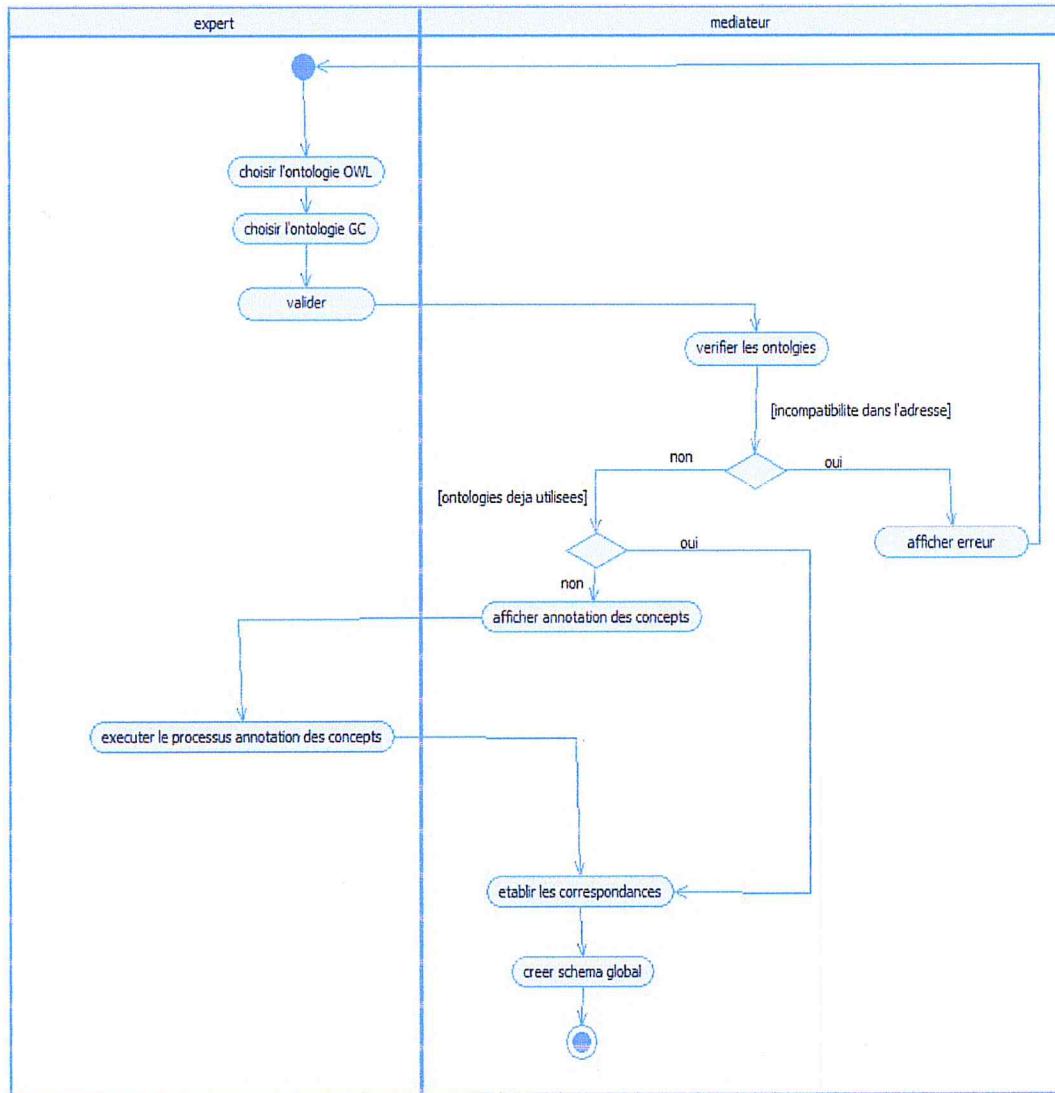 expert
mediateur
choisir l'ontologie OWL
choisir l'ontologie GC
valider
verifier les ontolgies
[incompatibilite dans l'adresse]
non
oui
[ontologies deja utilisees]
oui
afficher erreur
non
afficher annotation des concepts
executer le processus annotation des concepts
etablir les correspondances
creer schema global